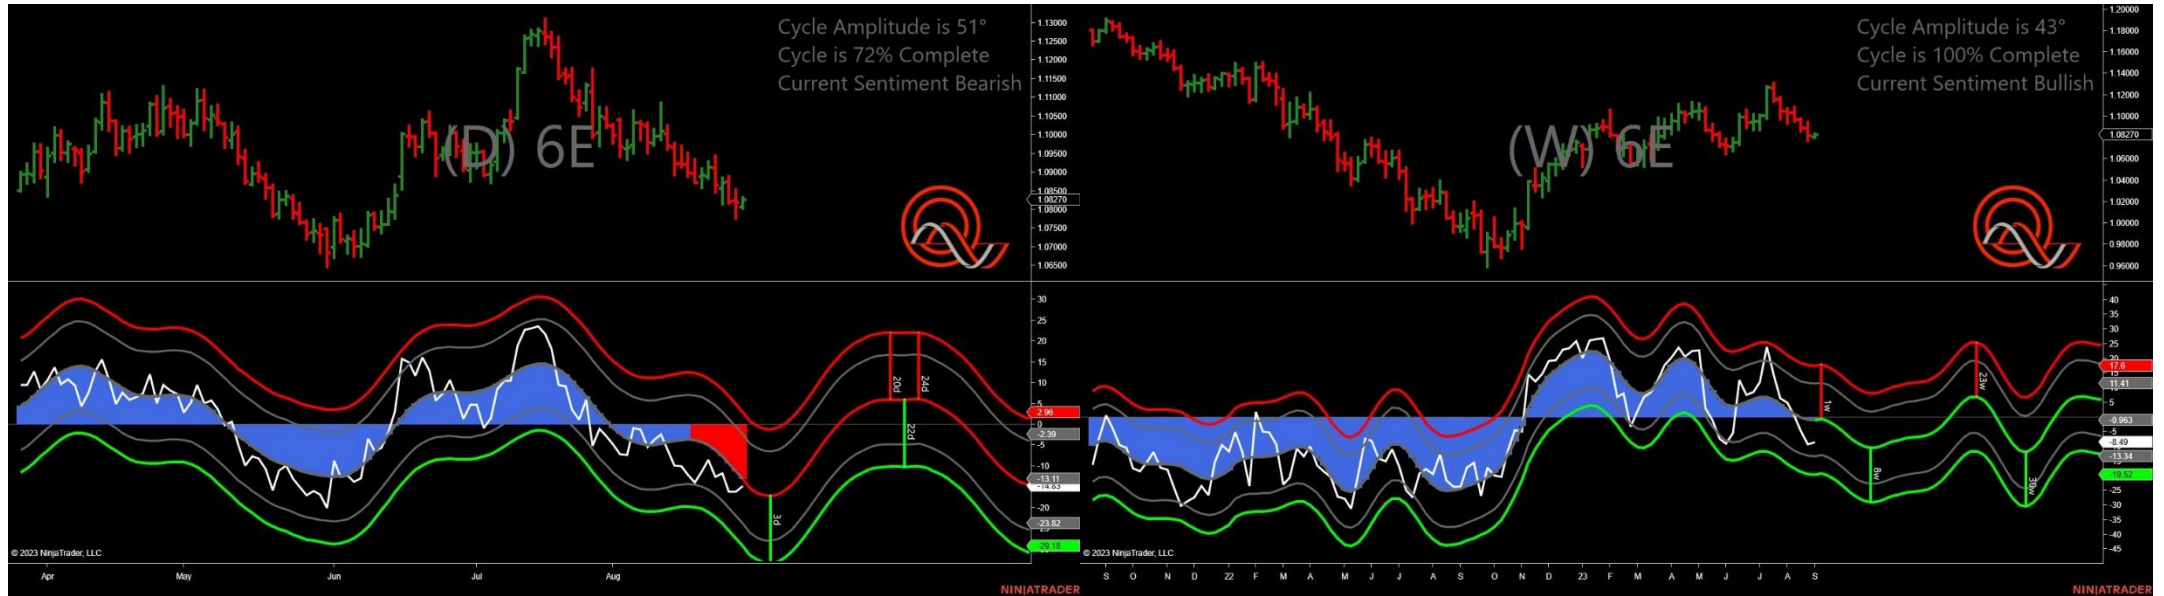 Cycle Amplitude is 51°
Cycle is 72% Complete
Current Sentiment Bearish
(D) 6E
1.13000
1.12500
1.12000
1.11500
1.11000
1.10500
1.10000
1.09500
1.09000
1.08500
1.08270
1.08000
1.07500
1.07000
1.06500
30
25
20
15
10
5
2.96
0
-2.39
-5
-10
-13.11
-14.83
-20
-23.82
-29.18
20d
24d
22d
3d
© 2023 NinjaTrader, LLC
Apr May Jun Jul Aug
NINJATRADER
Cycle Amplitude is 43°
Cycle is 100% Complete
Current Sentiment Bullish
(W) 6E
1.20000
1.18000
1.16000
1.14000
1.12000
1.10000
1.08270
1.06000
1.04000
1.02000
1.00000
0.98000
0.96000
40
35
30
25
20
17.6
15
11.41
5
-0.963
-5
-8.49
-13.34
-19.52
-25
-30
-35
-40
-45
1w
23w
8w
30w
© 2023 NinjaTrader, LLC
S O N D 22 F M A M J J A S O N D 23 F M A M J J A S
NINJATRADER